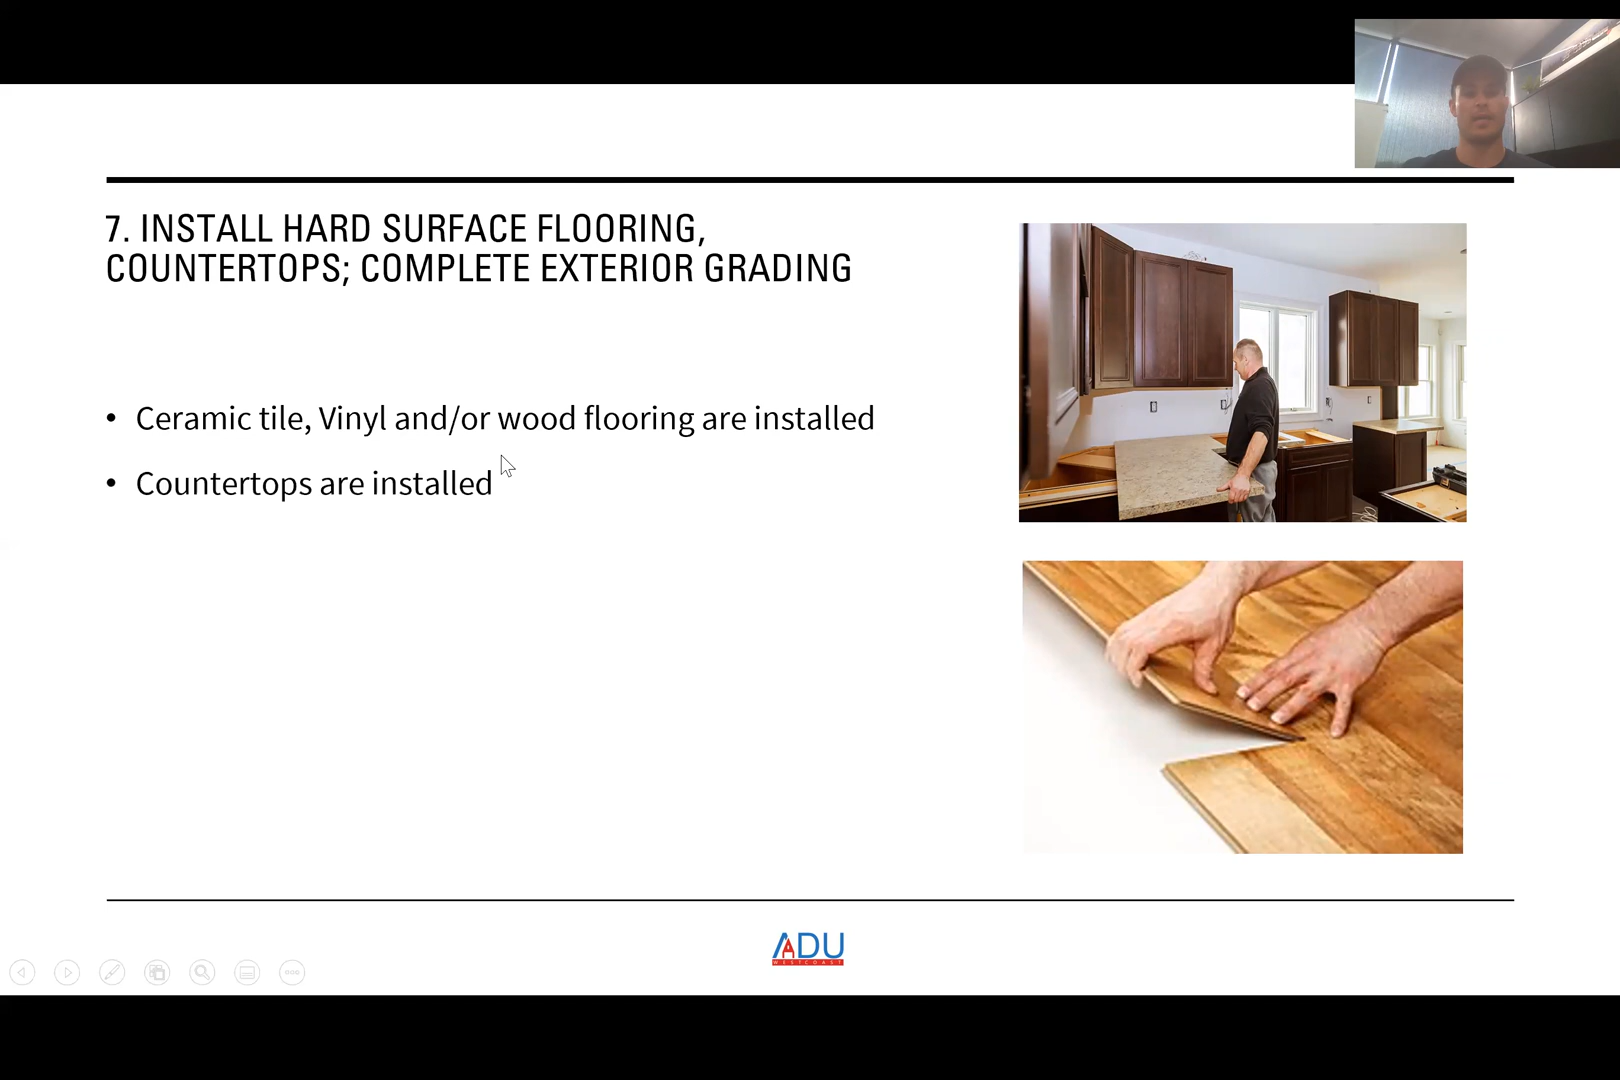 7. INSTALL HARD SURFACE FLOORING,
COUNTERTOPS; COMPLETE EXTERIOR GRADING
• Ceramic tile, Vinyl and/or wood flooring are installed
• Countertops are installed
ADU
WESTCOAST